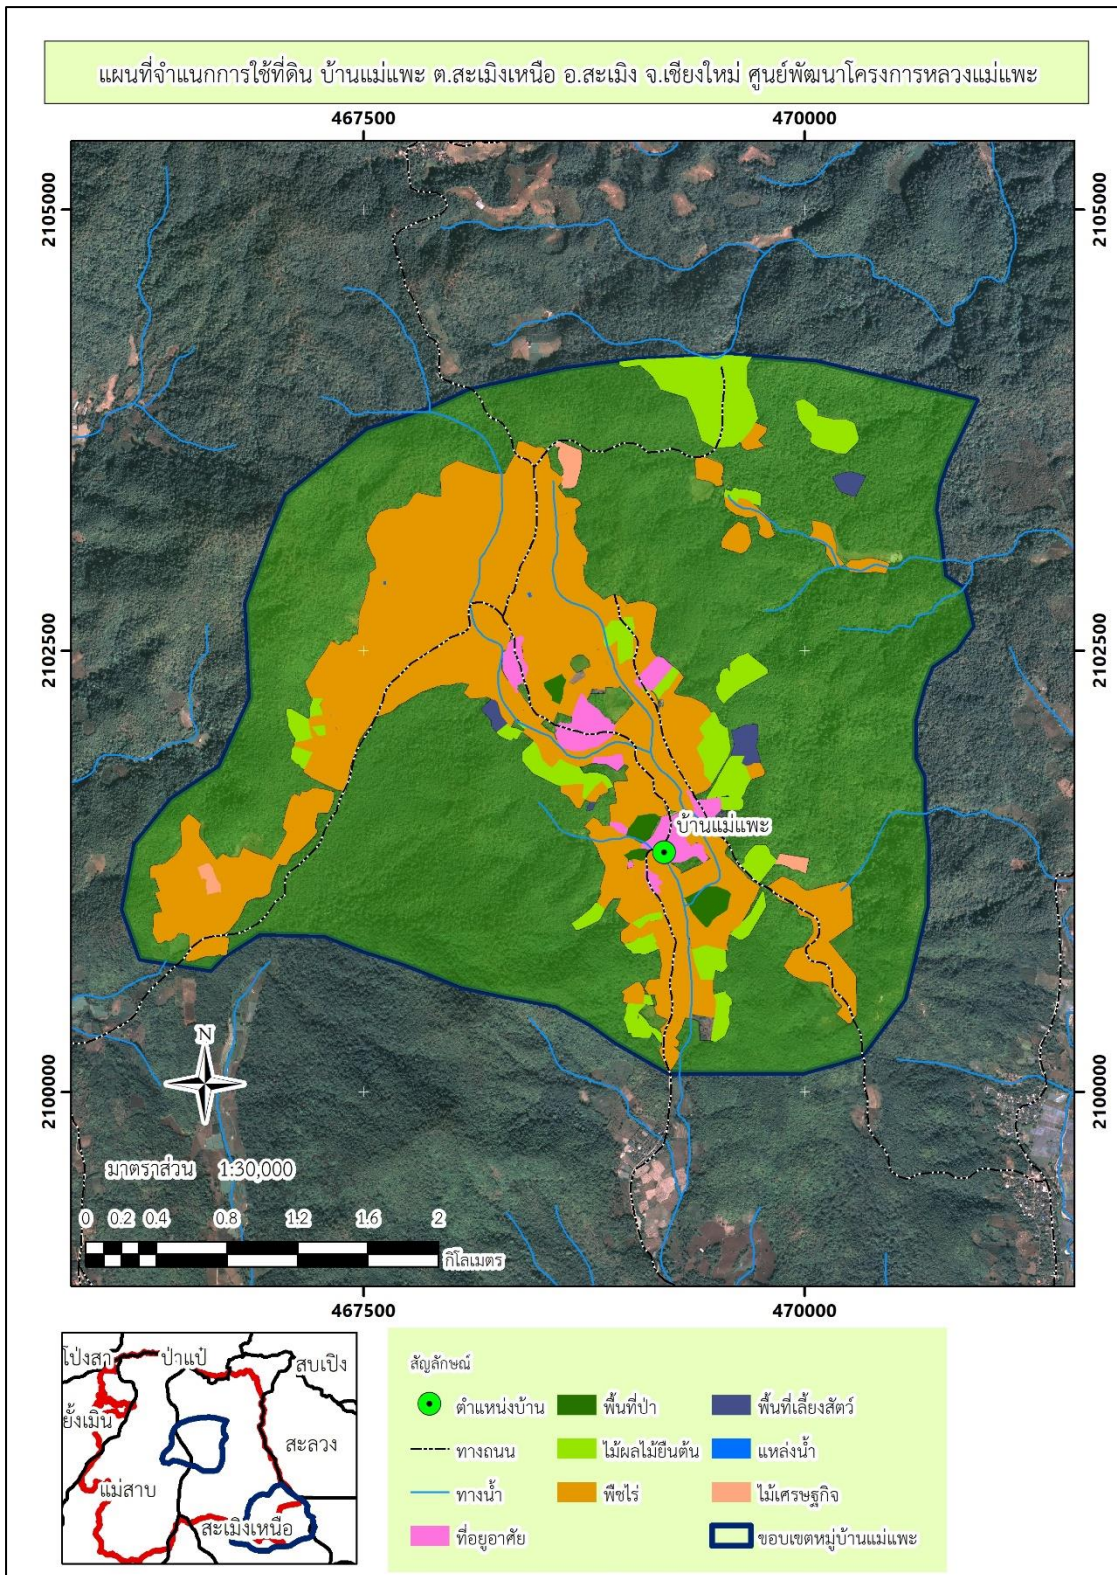 แผนที่จำแนกการใช้ที่ดิน บ้านแม่แพะ ต.สะเมิงเหนือ อ.สะเมิง จ.เชียงใหม่ ศูนย์พัฒนาโครงการหลวงแม่แพะ
467500 470000
2105000 2105000
2102500 2102500
บ้านแม่แพะ
2100000 2100000
N
มาตราส่วน 1:30,000
0 0.2 0.4 0.8 1.2 1.6 2
กิโลเมตร
467500 470000
โป่งสา ป่าแป๋ สบเปิง
ยั้งเมิน สะลวง
แม่สาบ
สะเมิงเหนือ
สัญลักษณ์
ตำแหน่งบ้าน พื้นที่ป่า พื้นที่เลี้ยงสัตว์
ทางถนน ไม้ผลไม้ยืนต้น แหล่งน้ำ
ทางน้ำ พืชไร่ ไม้เศรษฐกิจ
ที่อยู่อาศัย ขอบเขตหมู่บ้านแม่แพะ